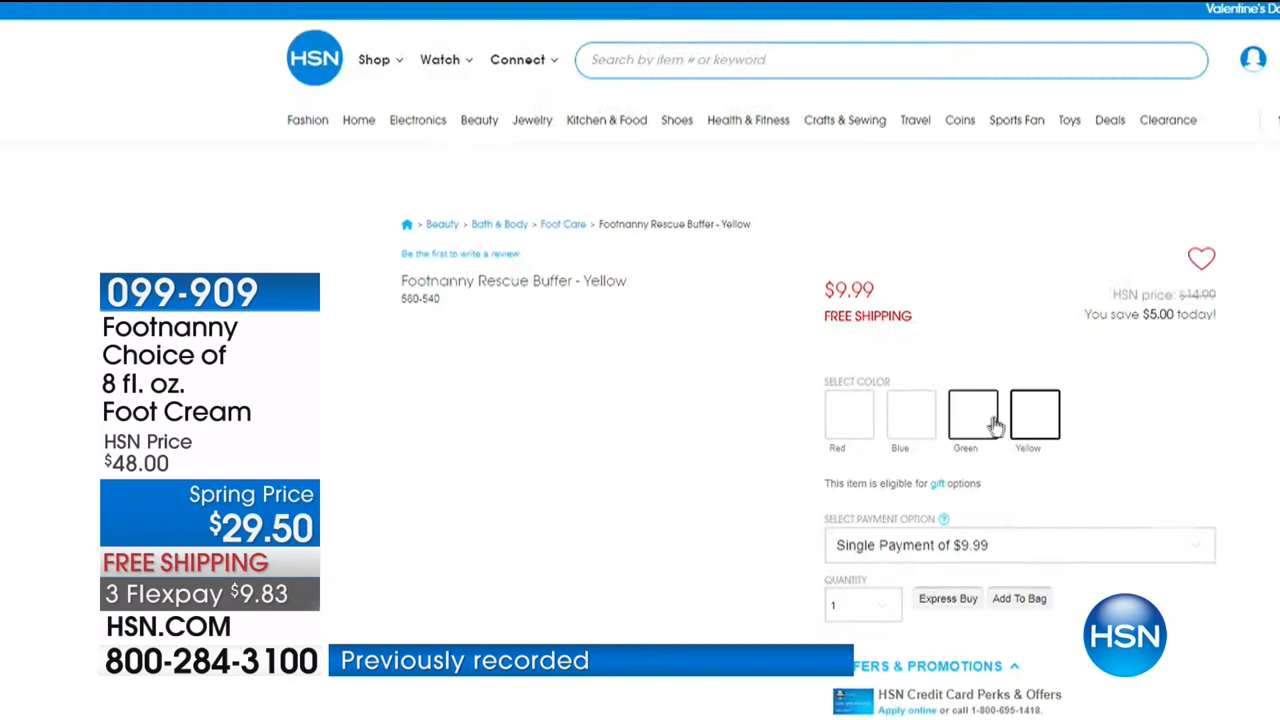 Valentine's Da
HSN
Shop
Watch
Connect
Search by item # or keyword
Fashion
Home
Electronics
Beauty
Jewelry
Kitchen & Food
Shoes
Health & Fitness
Crafts & Sewing
Travel
Coins
Sports Fan
Toys
Deals
Clearance
> Beauty > Bath & Body > Foot Care > Footnanny Rescue Buffer - Yellow
Be the first to write a review
Footnanny Rescue Buffer - Yellow
560-540
$9.99
HSN price: $14.99
FREE SHIPPING
You save $5.00 today!
SELECT COLOR
Red
Blue
Green
Yellow
This item is eligible for gift options
SELECT PAYMENT OPTION ?
Single Payment of $9.99
QUANTITY
1
Express Buy
Add To Bag
FERS & PROMOTIONS
HSN Credit Card Perks & Offers
Apply online or call 1-800-695-1418.
099-909
Footnanny
Choice of
8 fl. oz.
Foot Cream
HSN Price
$48.00
Spring Price
$29.50
FREE SHIPPING
3 Flexpay $9.83
HSN.COM
800-284-3100
Previously recorded
HSN